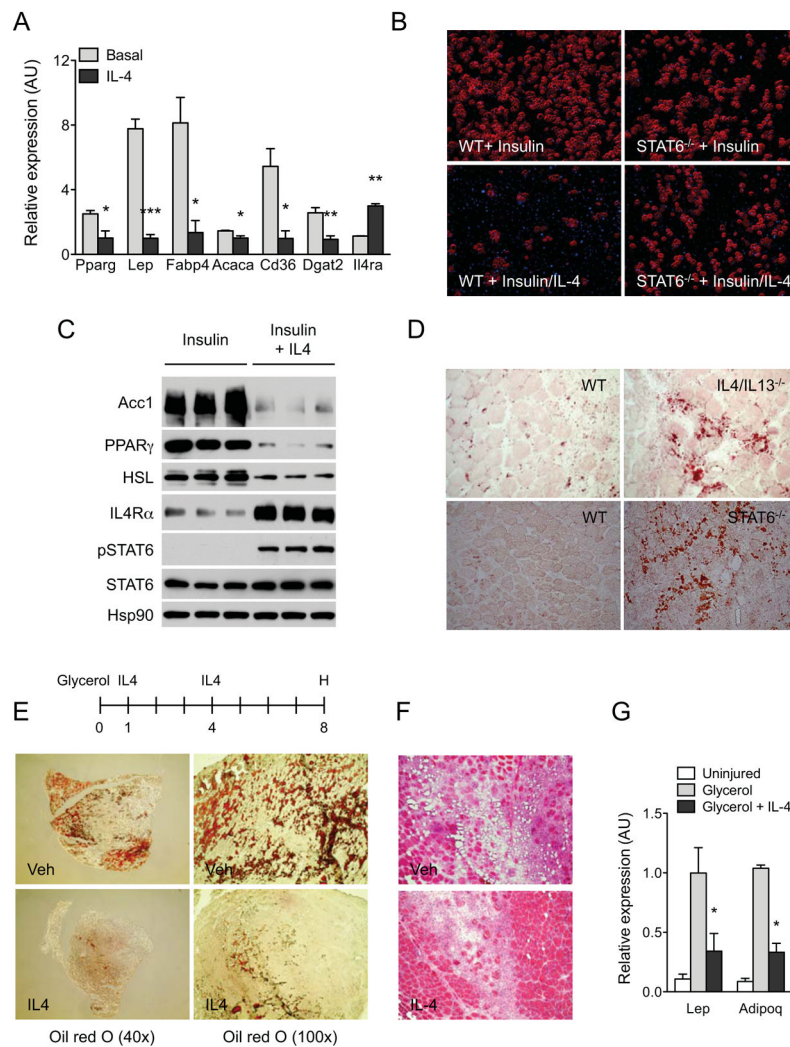 A
Relative expression (AU)
Basal
IL-4
12
8
4
0
* *** * * * ** **
Pparg Lep Fabp4 Acaca Cd36 Dgat2 Il4ra
B
WT+ Insulin
STAT6-/- + Insulin
WT + Insulin/IL-4
STAT6-/- + Insulin/IL-4
C
Insulin
Insulin
+ IL4
Acc1
PPARγ
HSL
IL4Rα
pSTAT6
STAT6
Hsp90
D
WT
IL4/IL13-/-
WT
STAT6-/-
Glycerol IL4 IL4 H
0 1 4 8
E
Veh
Veh
IL4
IL4
Oil red O (40x)
Oil red O (100x)
F
Veh
IL-4
G
Uninjured
Glycerol
Glycerol + IL-4
Relative expression (AU)
1.5
1.0
0.5
0.0
* *
Lep Adipoq